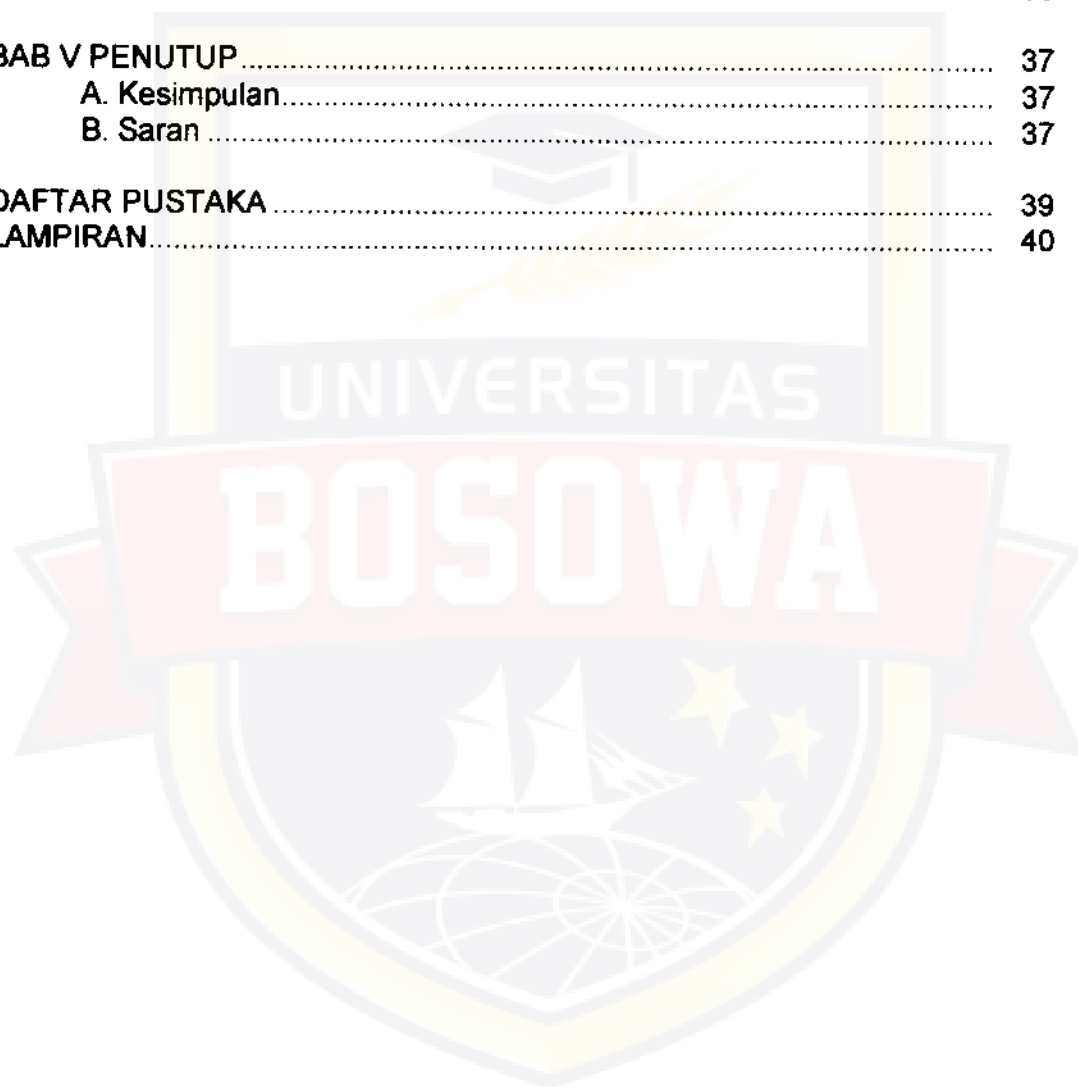 BAB V PENUTUP........................................................................ 37
A. Kesimpulan........................................................................ 37
B. Saran ........................................................................ 37
DAFTAR PUSTAKA ........................................................................ 39
LAMPIRAN........................................................................ 40
UNIVERSITAS
BOSOWA